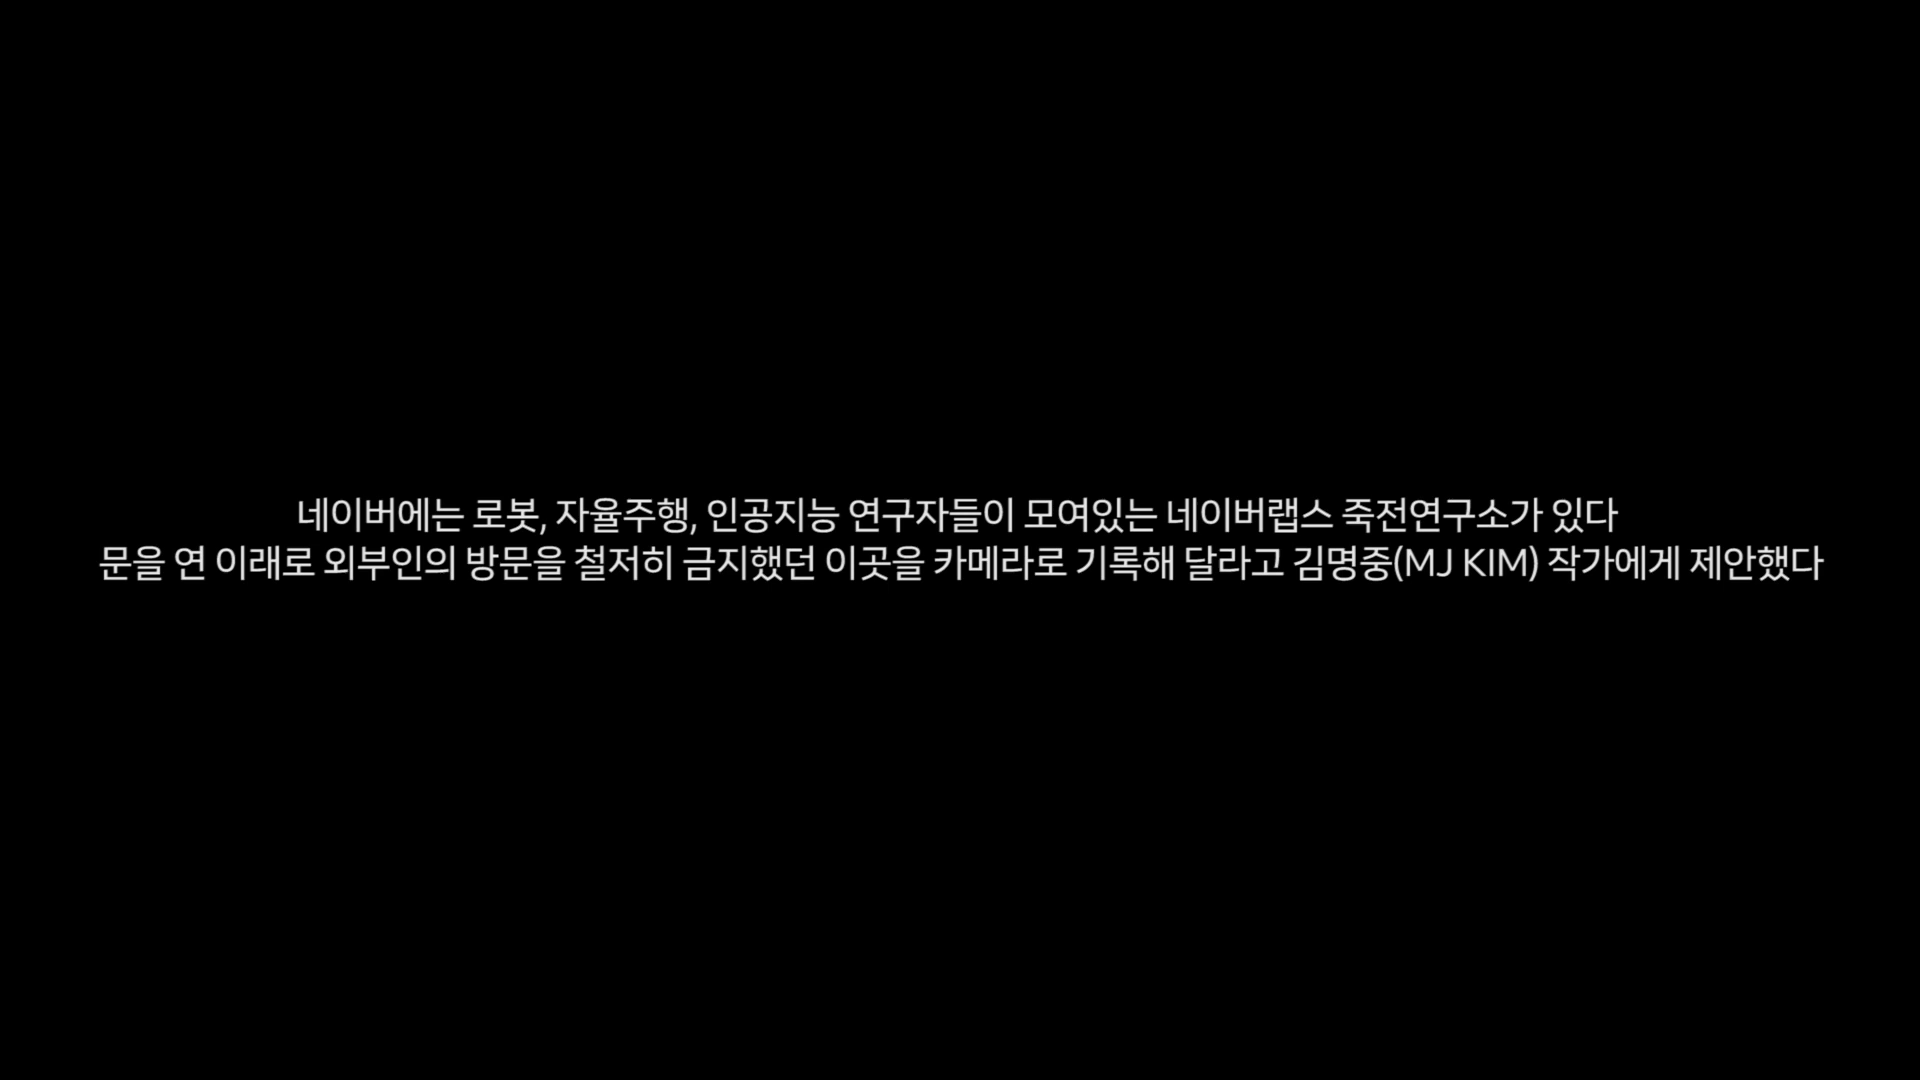 네이버에는 로봇, 자율주행, 인공지능 연구자들이 모여있는 네이버랩스 죽전연구소가 있다
문을 연 이래로 외부인의 방문을 철저히 금지했던 이곳을 카메라로 기록해 달라고 김명중(MJ KIM) 작가에게 제안했다